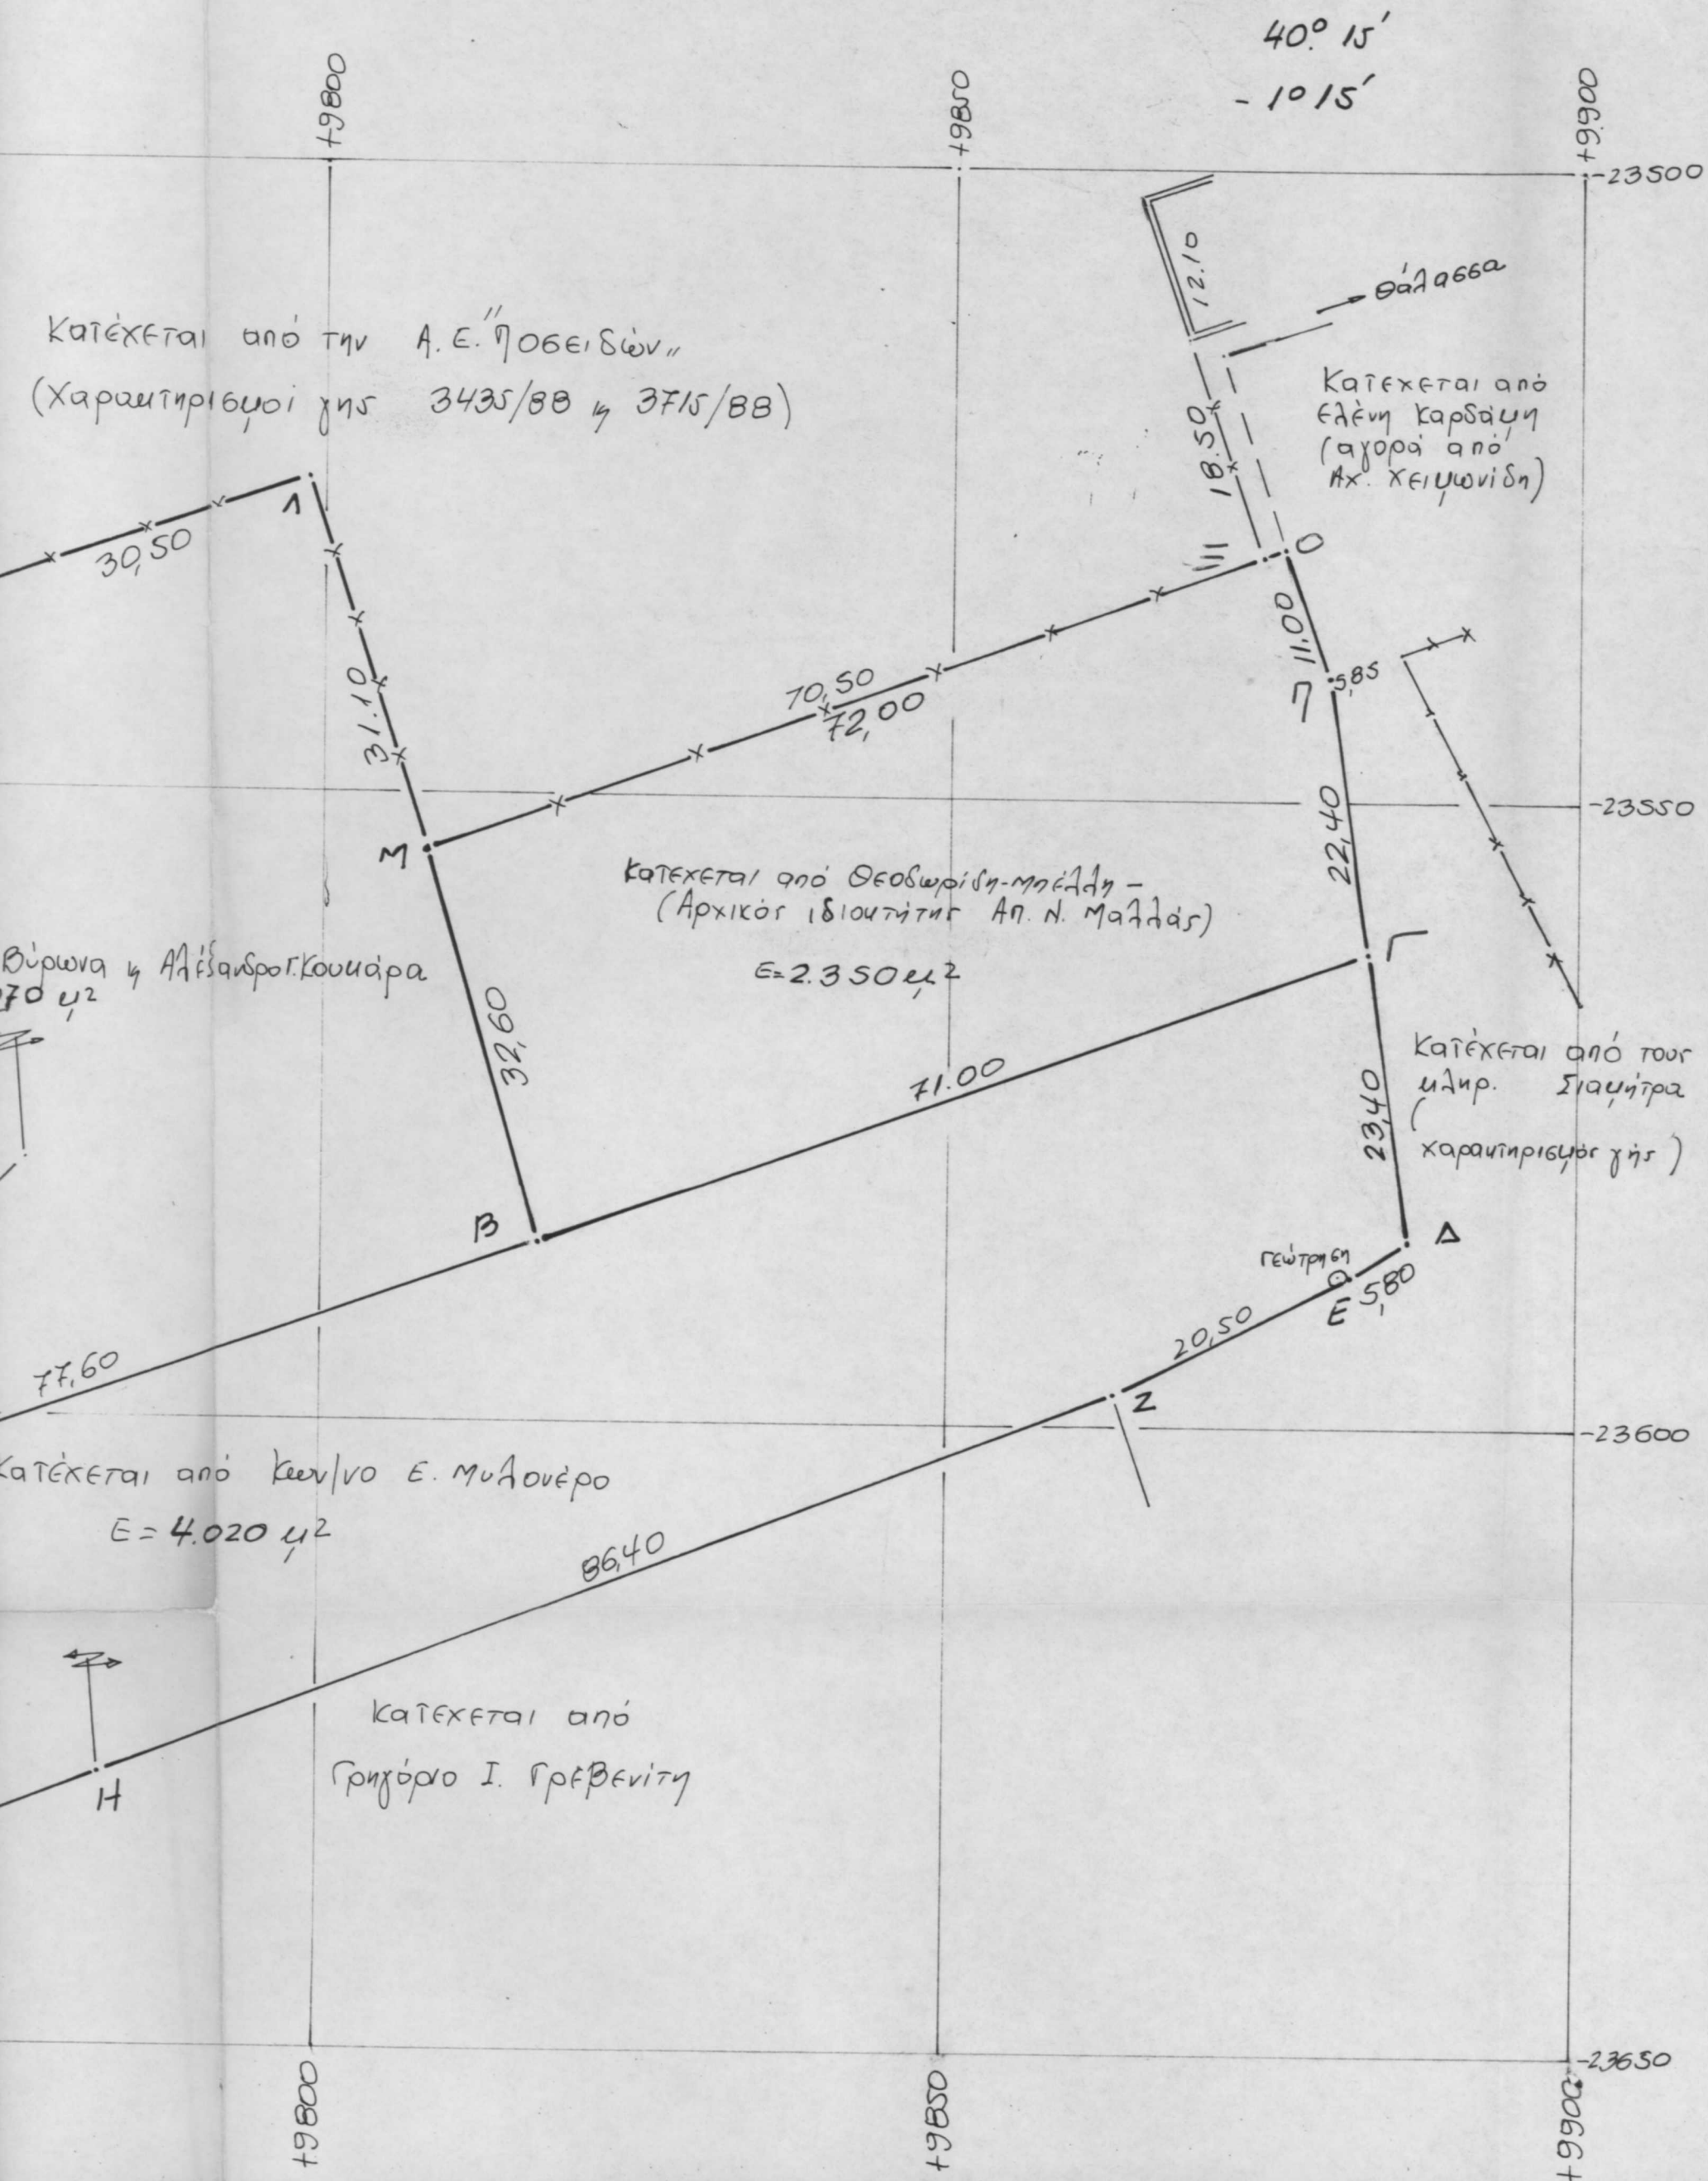 40° 15′
- 1° 15′
+9800
+9850
+9900
-23500
12.10
θάλασσα
Κατέχεται από την Α.Ε. "Ποσειδών"
(Χαρακτηρισμοί γης 3435/88 ϗ 3715/88)
Κατέχεται από
Ελένη Καρδάμη
(αγορά από
Αχ. Χειμωνίδη)
18.50
Λ
30,50
Ο
11.00
31.10
Π
5,85
70,50
72,00
-23550
22,40
Μ
Κατέχεται από Θεοδωρίδη-Μπέλλη -
(Αρχικός ιδιοκτήτης Απ. Ν. Μαλλάς)
Ε=2.350μ²
Γ
Βύρωνα ϗ Αλέξανδρο Γ. Κουκάρα
70 μ²
32,60
71.00
Κατέχεται από τους
κληρ. Σιαμήτρα
(
χαρακτηρισμός γής)
23,40
Β
Δ
Γεώτρηση
Ε
5,80
20,50
77,60
Ζ
-23600
Κατέχεται από Κων/νο Ε. Μυλονέρο
Ε=4.020 μ²
86,40
Κατέχεται από
Γρηγόριο Ι. Γρεβενίτη
Η
-23650
+9800
+9850
+9900